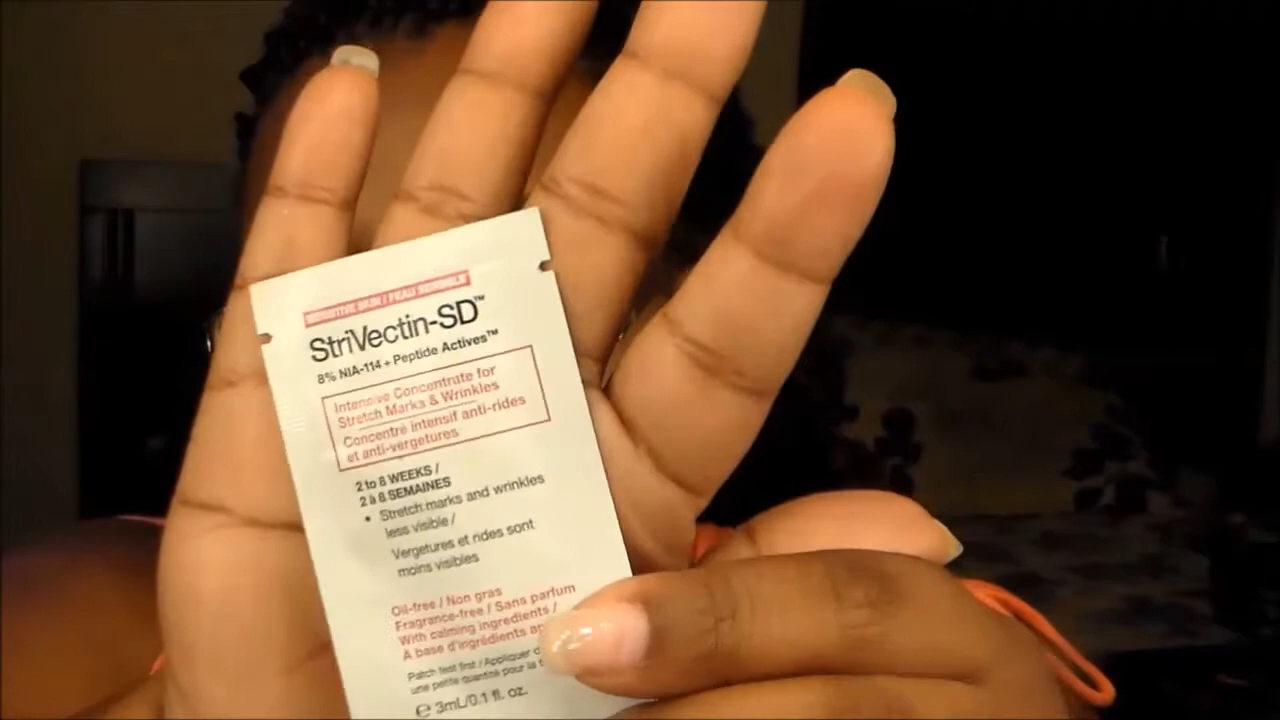 SENSITIVE SKIN / PEAU SENSIBLE
StriVectin-SD™
8% NIA-114 + Peptide Actives™
Intensive Concentrate for
Stretch Marks & Wrinkles
Concentré intensif anti-rides
et anti-vergetures
2 to 8 WEEKS /
2 à 8 SEMAINES
• Stretch marks and wrinkles
less visible /
Vergetures et rides sont
moins visibles
Oil-free / Non gras
Fragrance-free / Sans parfum
With calming ingredients /
A base d'ingrédients
Patch test first / Appliquer
une petite quantité pour la
℮ 3mL/0.1 fl. oz.